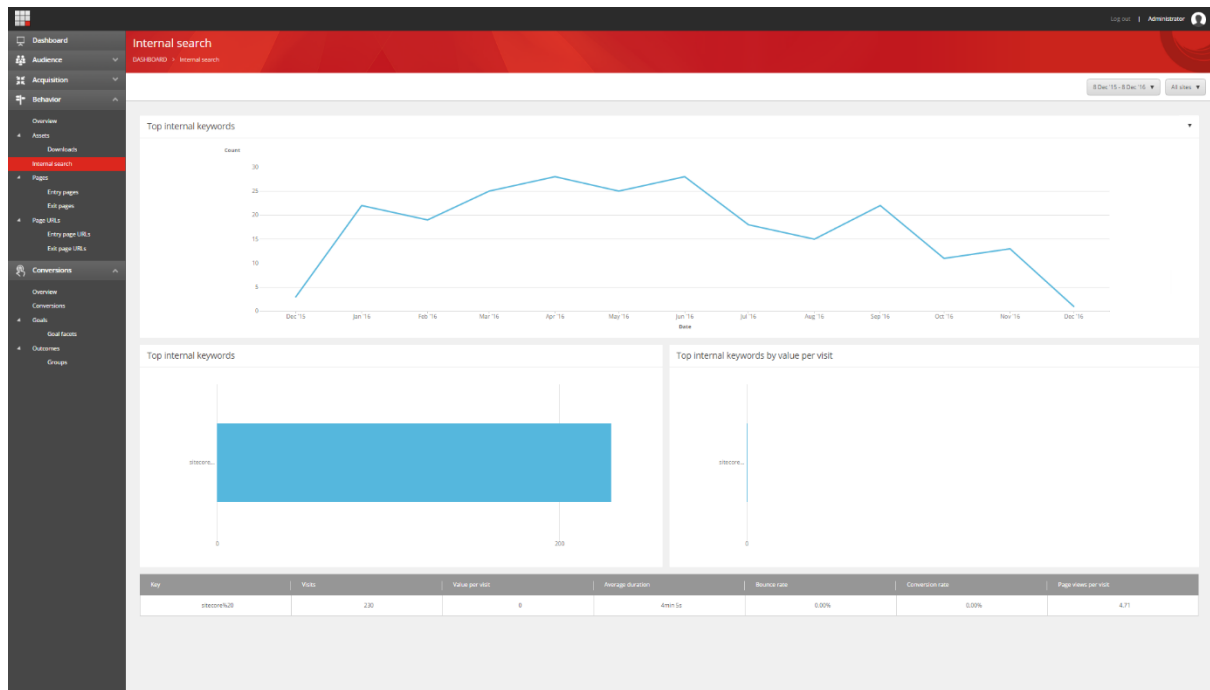 Log out | Administrator
Dashboard
Audience
Acquisition
Behavior
Overview
Assets
Downloads
Internal search
Pages
Entry pages
Exit pages
Page URLs
Entry page URLs
Exit page URLs
Conversions
Overview
Conversions
Goals
Goal facets
Outcomes
Groups
Internal search
DASHBOARD > Internal search
8 Dec '15 - 8 Dec '16 ▼ All sites ▼
Top internal keywords
Count
30
25
20
15
10
5
0
Dec '15 Jan '16 Feb '16 Mar '16 Apr '16 May '16 Jun '16 Jul '16 Aug '16 Sep '16 Oct '16 Nov '16 Dec '16
Date
Top internal keywords
sitecore...
0 200
Top internal keywords by value per visit
sitecore...
0
Key Visits Value per visit Average duration Bounce rate Conversion rate Page views per visit
sitecore%20 230 0 4min 5s 0.00% 0.00% 4.71